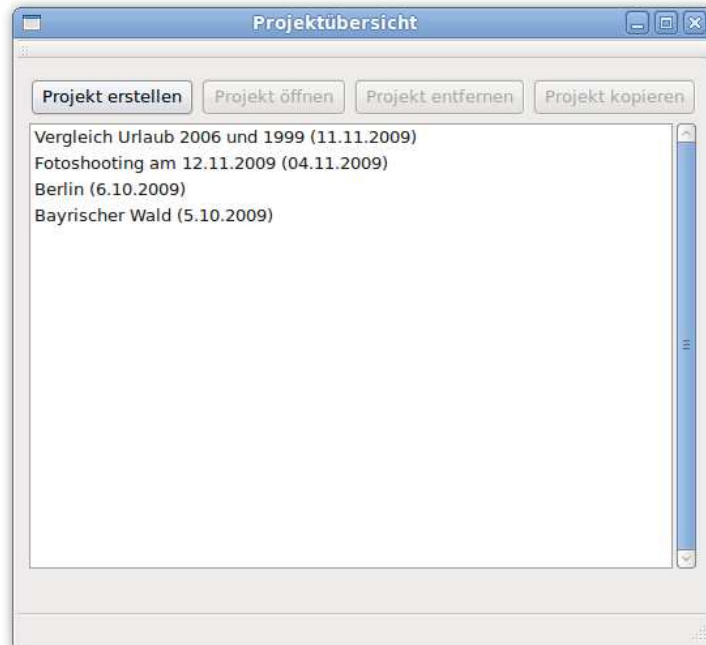 Projektübersicht
Projekt erstellen Projekt öffnen Projekt entfernen Projekt kopieren
Vergleich Urlaub 2006 und 1999 (11.11.2009)
Fotoshooting am 12.11.2009 (04.11.2009)
Berlin (6.10.2009)
Bayrischer Wald (5.10.2009)